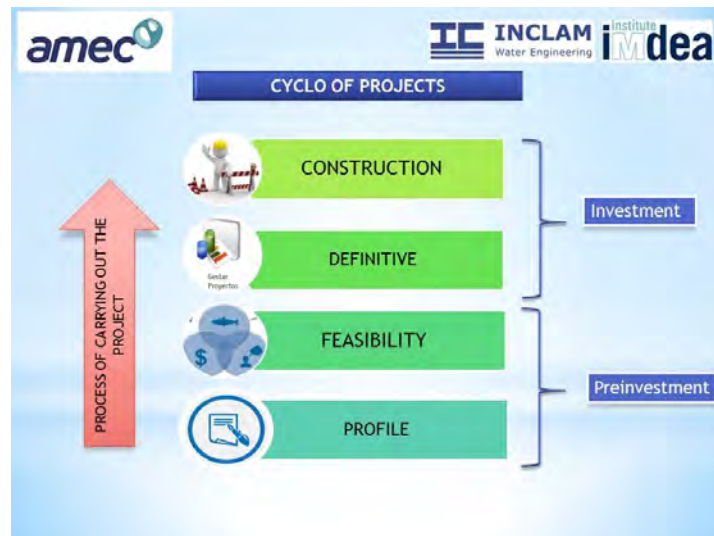 amec
INCLAM
Water Engineering
institute
iMdea
CYCLO OF PROJECTS
PROCESS OF CARRYING OUT THE
PROJECT
CONSTRUCTION
Investment
Gestar
Proyectos
DEFINITIVE
$
FEASIBILITY
Preinvestment
PROFILE